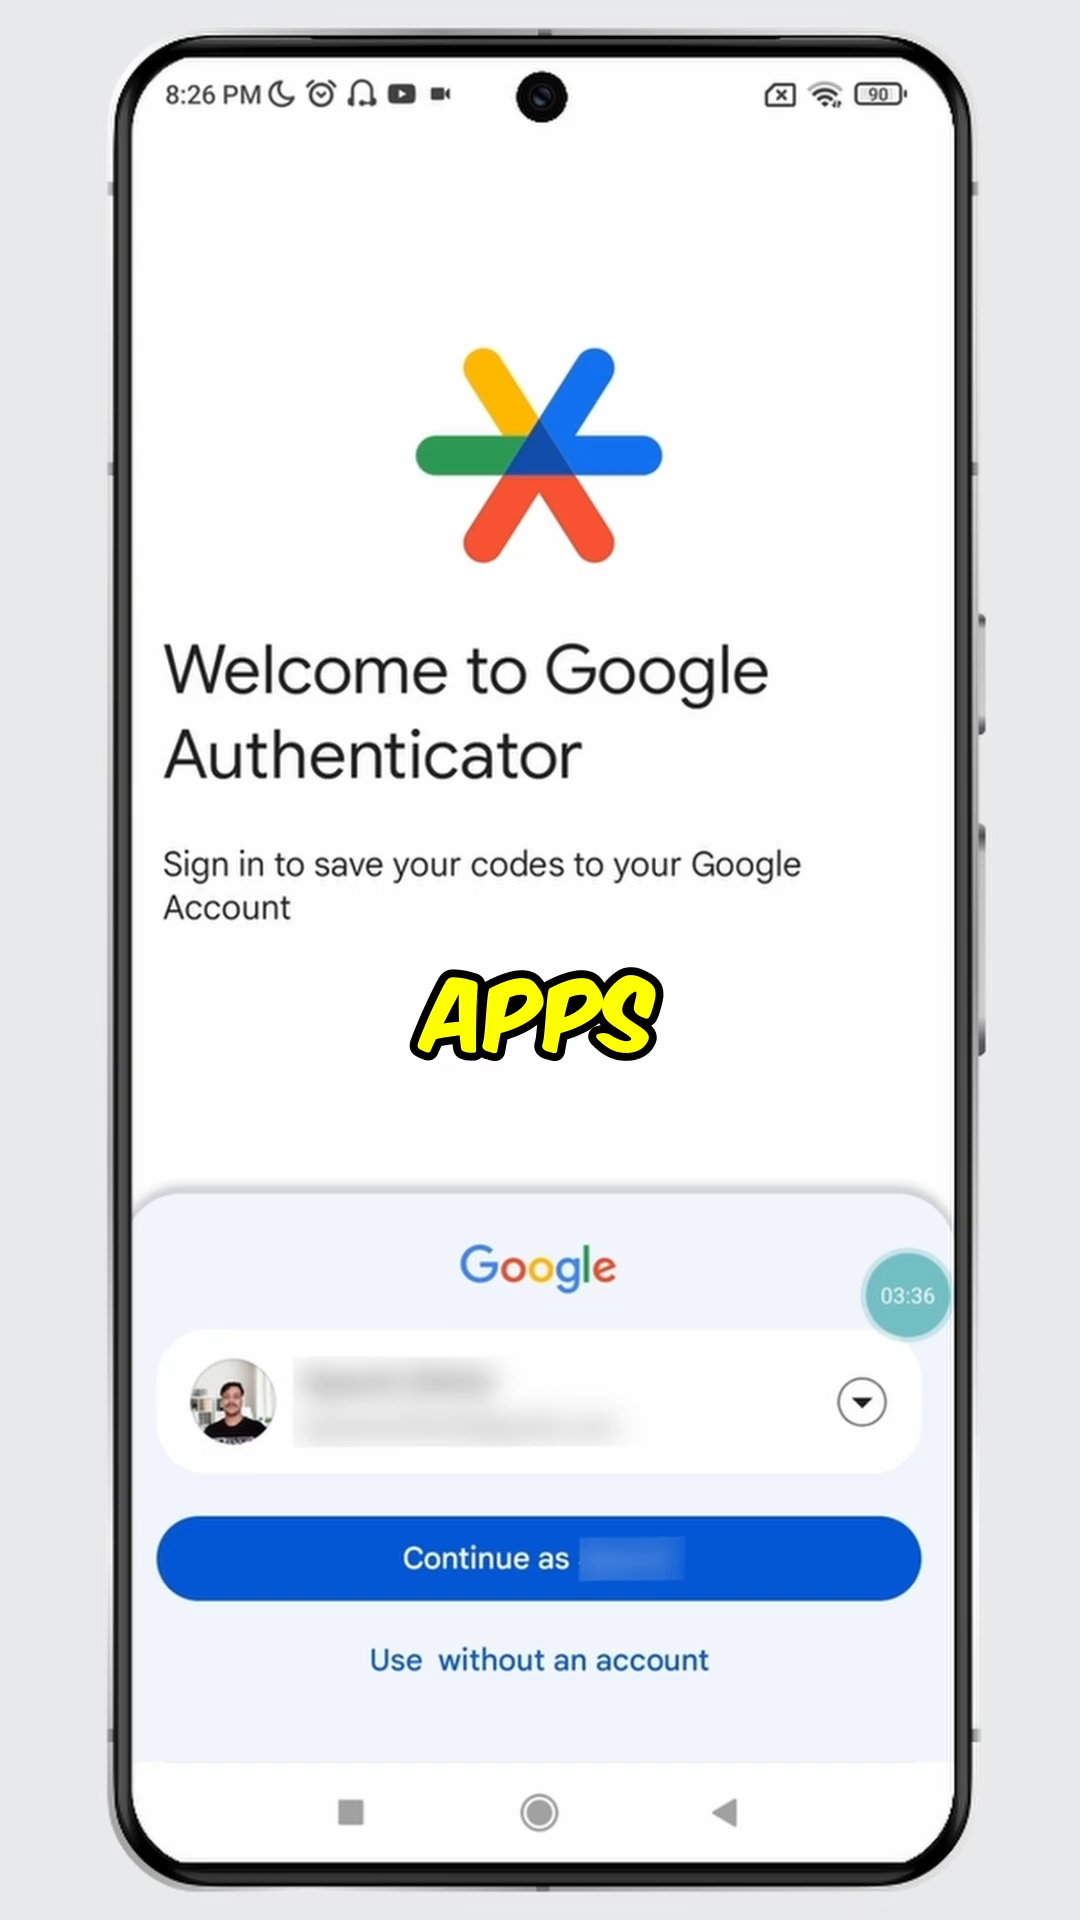 8:26 PM
90
Welcome to Google
Authenticator
Sign in to save your codes to your Google
Account
APPS
Google
03:36
Continue as
Use without an account